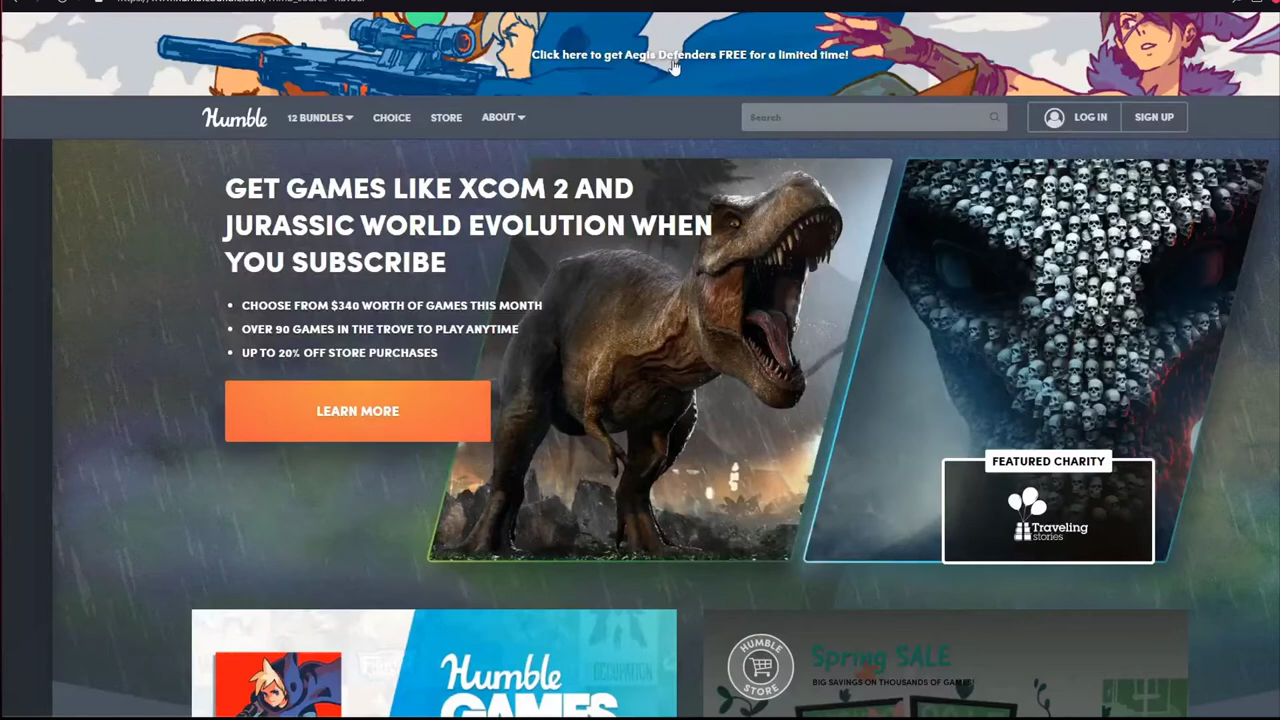 Click here to get Aegis Defenders FREE for a limited time!
Humble
12 BUNDLES
CHOICE
STORE
ABOUT
Search
LOG IN
SIGN UP
GET GAMES LIKE XCOM 2 AND
JURASSIC WORLD EVOLUTION WHEN
YOU SUBSCRIBE
• CHOOSE FROM $340 WORTH OF GAMES THIS MONTH
• OVER 90 GAMES IN THE TROVE TO PLAY ANYTIME
• UP TO 20% OFF STORE PURCHASES
LEARN MORE
FEATURED CHARITY
Traveling
stories
Humble
GAMES
OCCUPATION
HUMBLE
STORE
Spring SALE
BIG SAVINGS ON THOUSANDS OF GAMES!